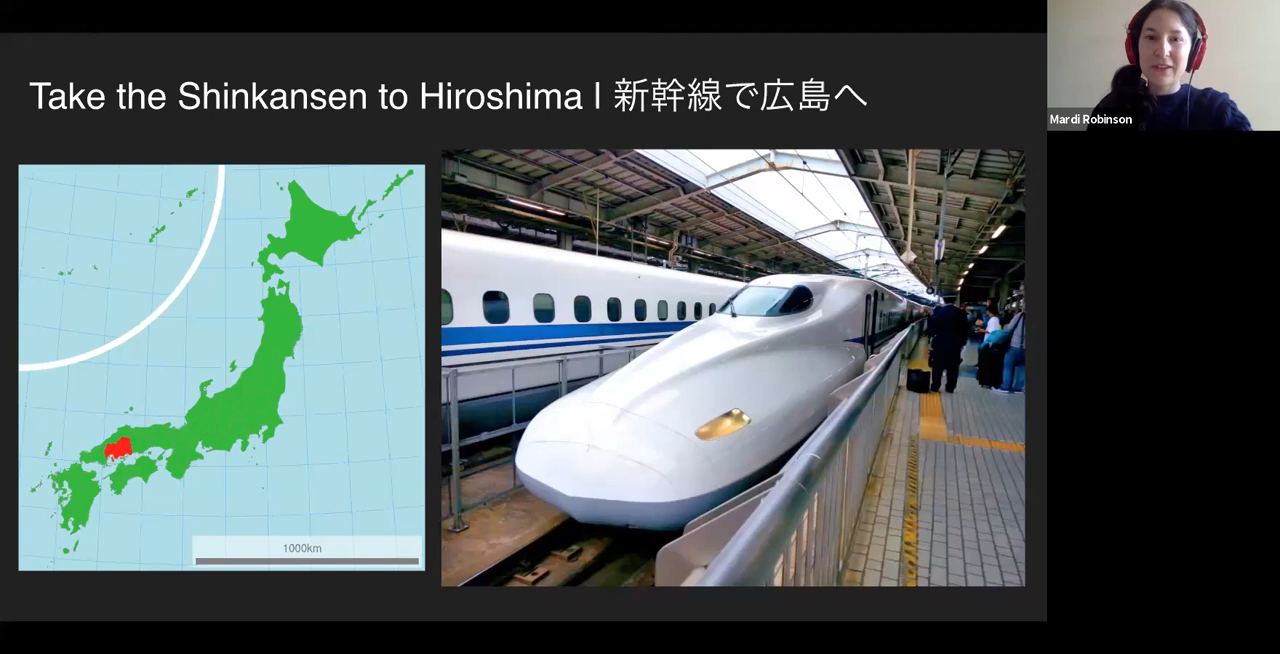 Take the Shinkansen to Hiroshima | 新幹線で広島へ
Mardi Robinson
1000km